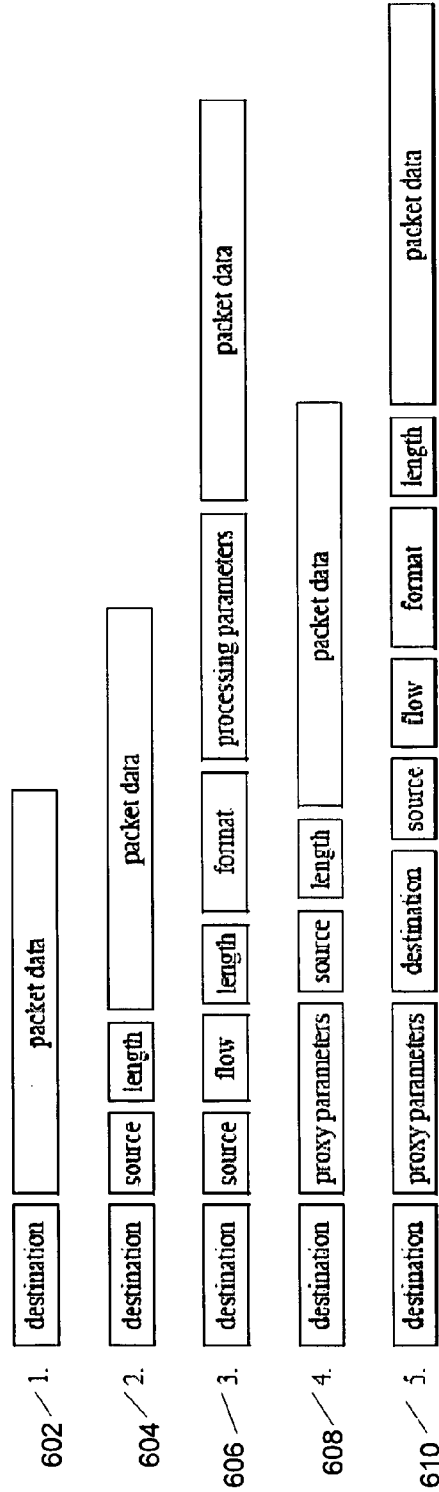 602 1. destination packet data
604 2. destination source length packet data
606 3. destination source flow length format processing parameters packet data
608 4. destination proxy parameters source length packet data
610 5. destination proxy parameters destination source flow format length packet data